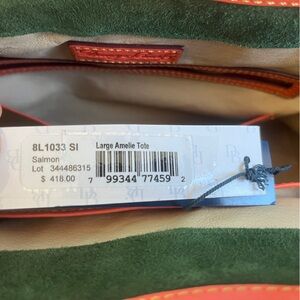 8L1033 SI
Large Amelie Tote
Salmon
Lot 344486315
$ 418.00
7 99344 77459 2